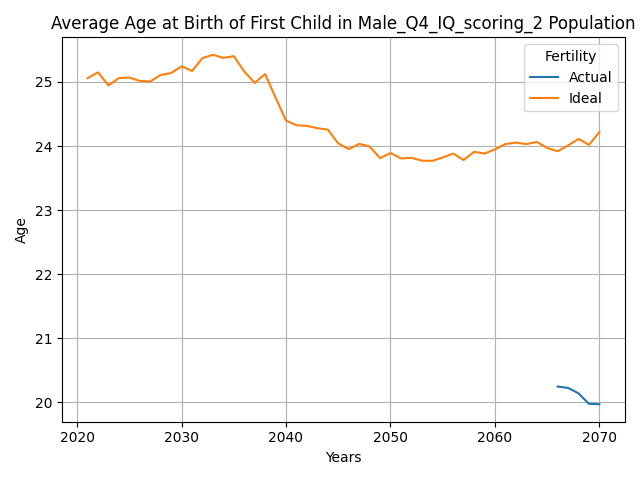 Average Age at Birth of First Child in Male_Q4_IQ_scoring_2 Population
Fertility
Actual
Ideal
25
24
23
22
21
20
Age
2020 2030 2040 2050 2060 2070
Years